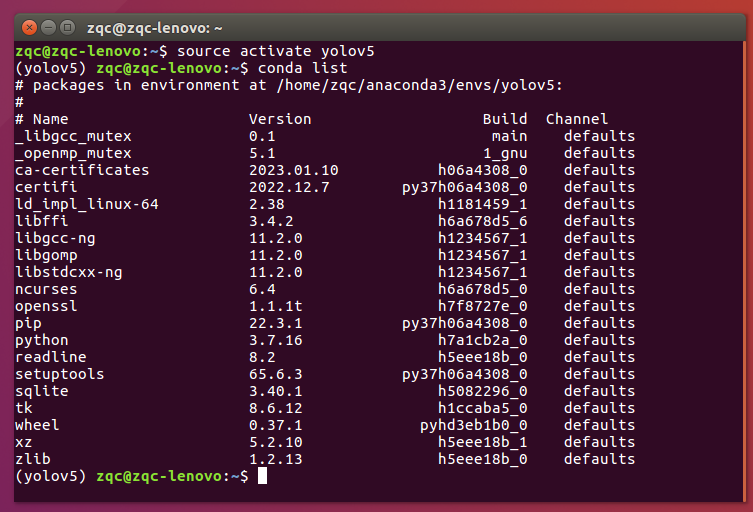 zqc@zqc-lenovo: ~
zqc@zqc-lenovo:~$ source activate yolov5
(yolov5) zqc@zqc-lenovo:~$ conda list
# packages in environment at /home/zqc/anaconda3/envs/yolov5:
#
# Name                    Version                   Build  Channel
_libgcc_mutex             0.1                        main    defaults
_openmp_mutex             5.1                       1_gnu    defaults
ca-certificates           2023.01.10           h06a4308_0    defaults
certifi                   2022.12.7        py37h06a4308_0    defaults
ld_impl_linux-64          2.38                 h1181459_1    defaults
libffi                    3.4.2                h6a678d5_6    defaults
libgcc-ng                 11.2.0               h1234567_1    defaults
libgomp                   11.2.0               h1234567_1    defaults
libstdcxx-ng              11.2.0               h1234567_1    defaults
ncurses                   6.4                  h6a678d5_0    defaults
openssl                   1.1.1t               h7f8727e_0    defaults
pip                       22.3.1           py37h06a4308_0    defaults
python                    3.7.16               h7a1cb2a_0    defaults
readline                  8.2                  h5eee18b_0    defaults
setuptools                65.6.3           py37h06a4308_0    defaults
sqlite                    3.40.1               h5082296_0    defaults
tk                        8.6.12               h1ccaba5_0    defaults
wheel                     0.37.1             pyhd3eb1b0_0    defaults
xz                        5.2.10               h5eee18b_1    defaults
zlib                      1.2.13               h5eee18b_0    defaults
(yolov5) zqc@zqc-lenovo:~$